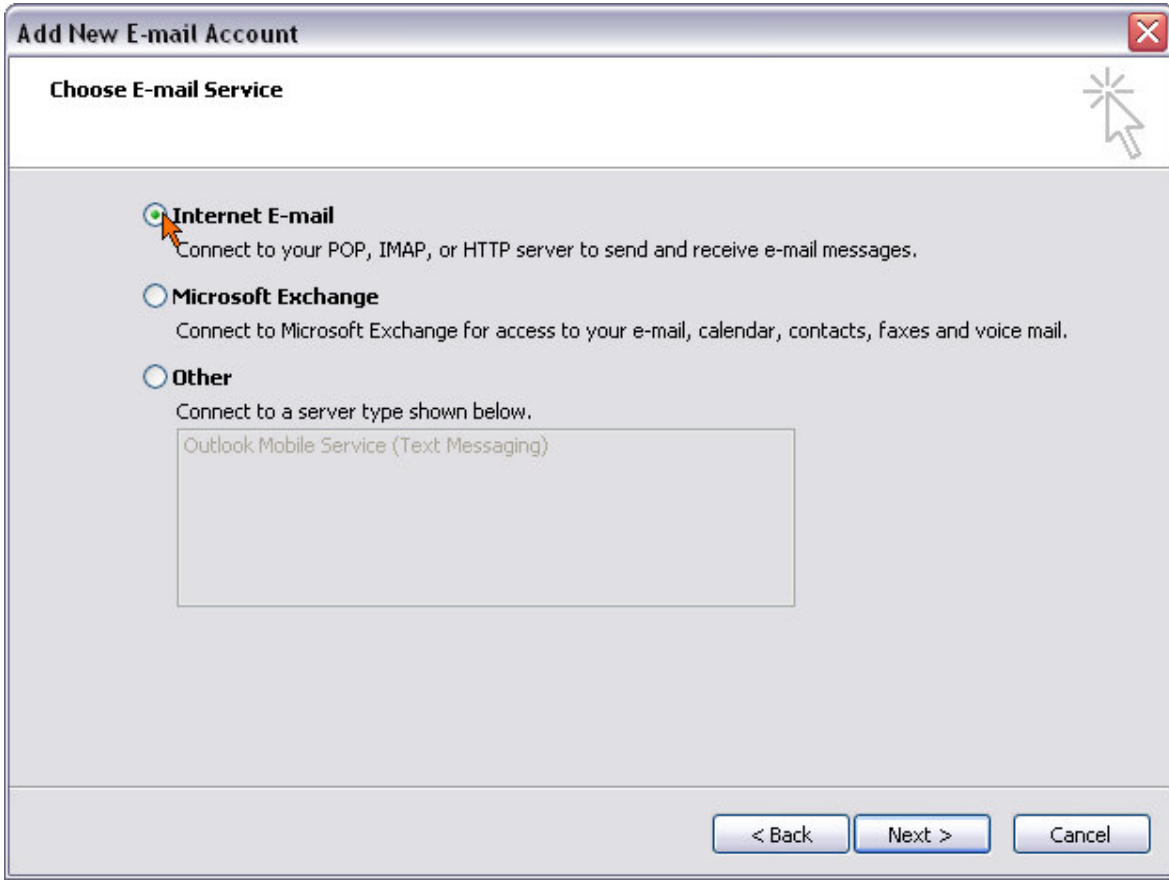 Add New E-mail Account
Choose E-mail Service
Internet E-mail
Connect to your POP, IMAP, or HTTP server to send and receive e-mail messages.
Microsoft Exchange
Connect to Microsoft Exchange for access to your e-mail, calendar, contacts, faxes and voice mail.
Other
Connect to a server type shown below.
Outlook Mobile Service (Text Messaging)
< Back Next > Cancel